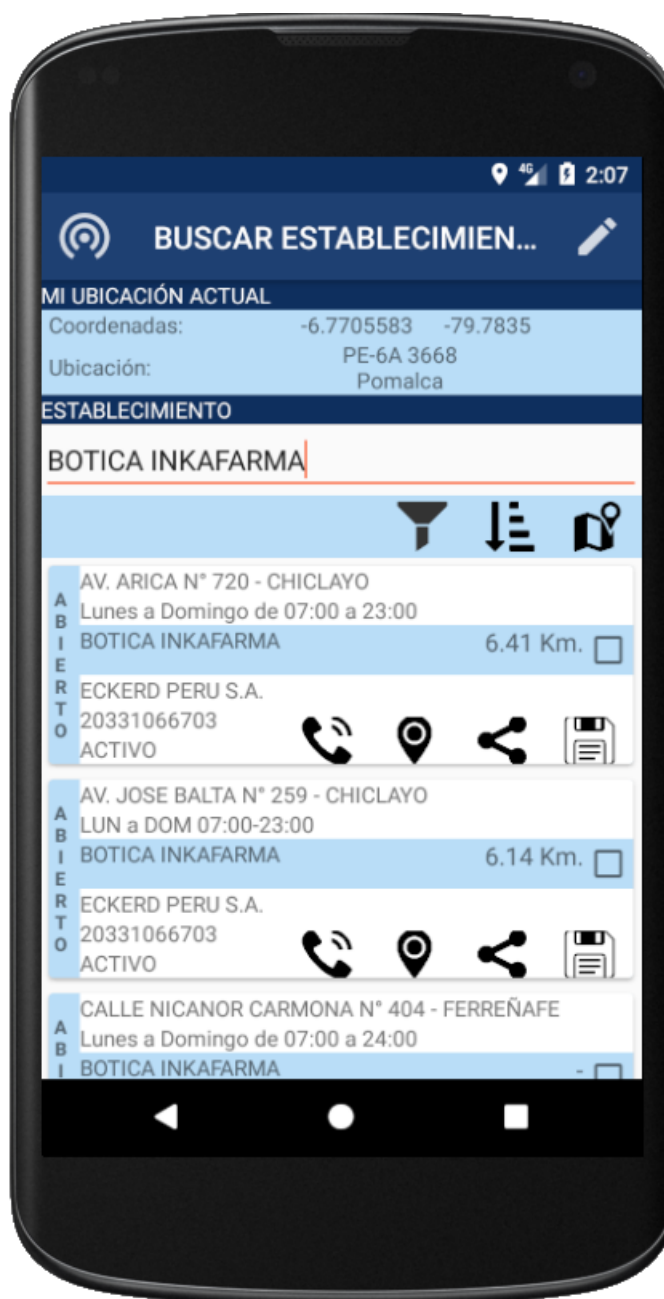 4G 2:07
BUSCAR ESTABLECIMIEN...
MI UBICACIÓN ACTUAL
Coordenadas: -6.7705583 -79.7835
Ubicación: PE-6A 3668
Pomalca
ESTABLECIMIENTO
BOTICA INKAFARMA
ABIERTO
AV. ARICA N° 720 - CHICLAYO
Lunes a Domingo de 07:00 a 23:00
BOTICA INKAFARMA 6.41 Km.
ECKERD PERU S.A.
20331066703
ACTIVO
ABIERTO
AV. JOSE BALTA N° 259 - CHICLAYO
LUN a DOM 07:00-23:00
BOTICA INKAFARMA 6.14 Km.
ECKERD PERU S.A.
20331066703
ACTIVO
ABI
CALLE NICANOR CARMONA N° 404 - FERREÑAFE
Lunes a Domingo de 07:00 a 24:00
BOTICA INKAFARMA -